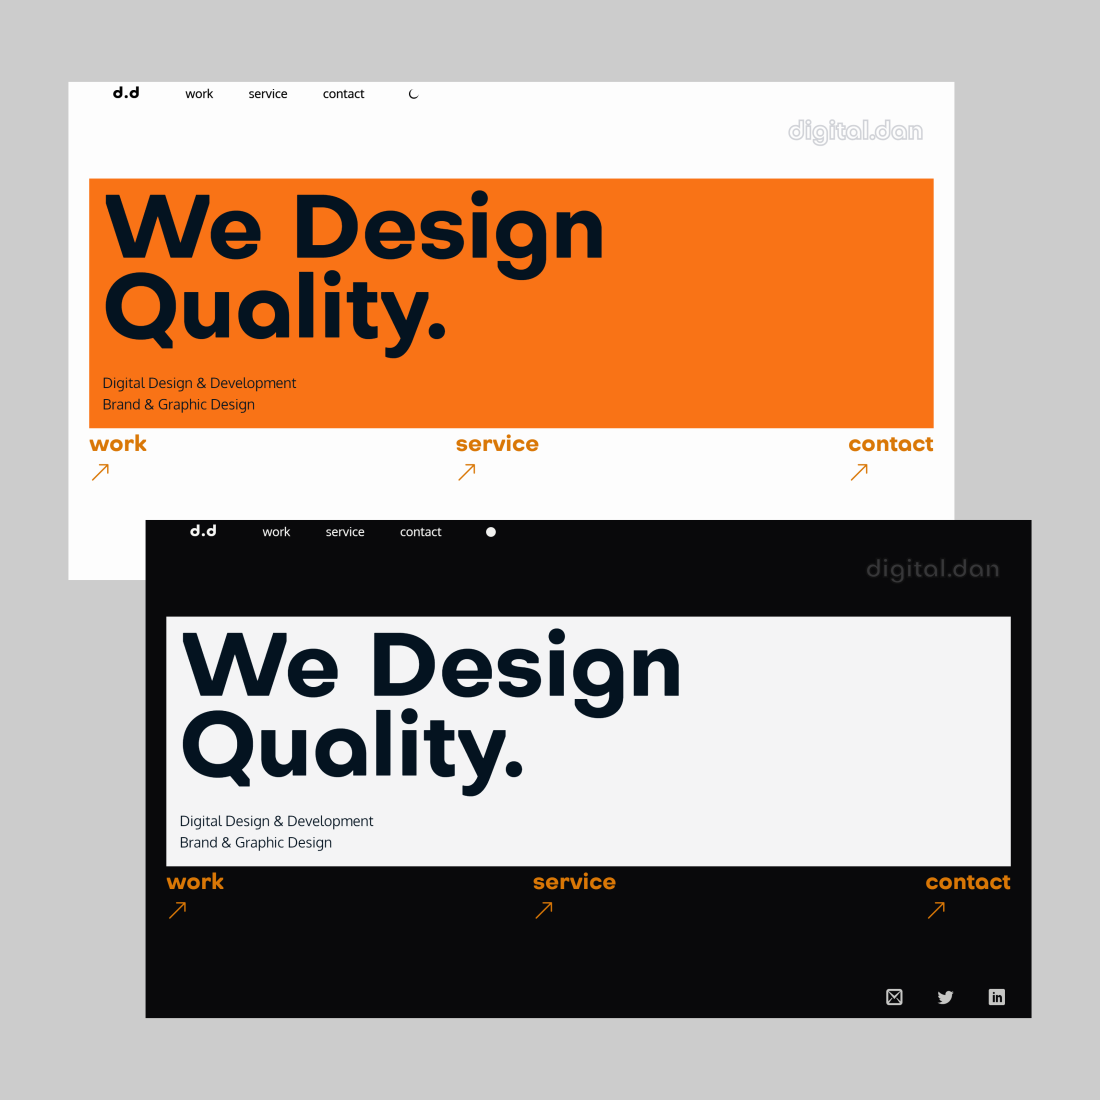 d.d work service contact
digital.dan
We Design
Quality.
Digital Design & Development
Brand & Graphic Design
work service contact
d.d work service contact
digital.dan
We Design
Quality.
Digital Design & Development
Brand & Graphic Design
work service contact
in